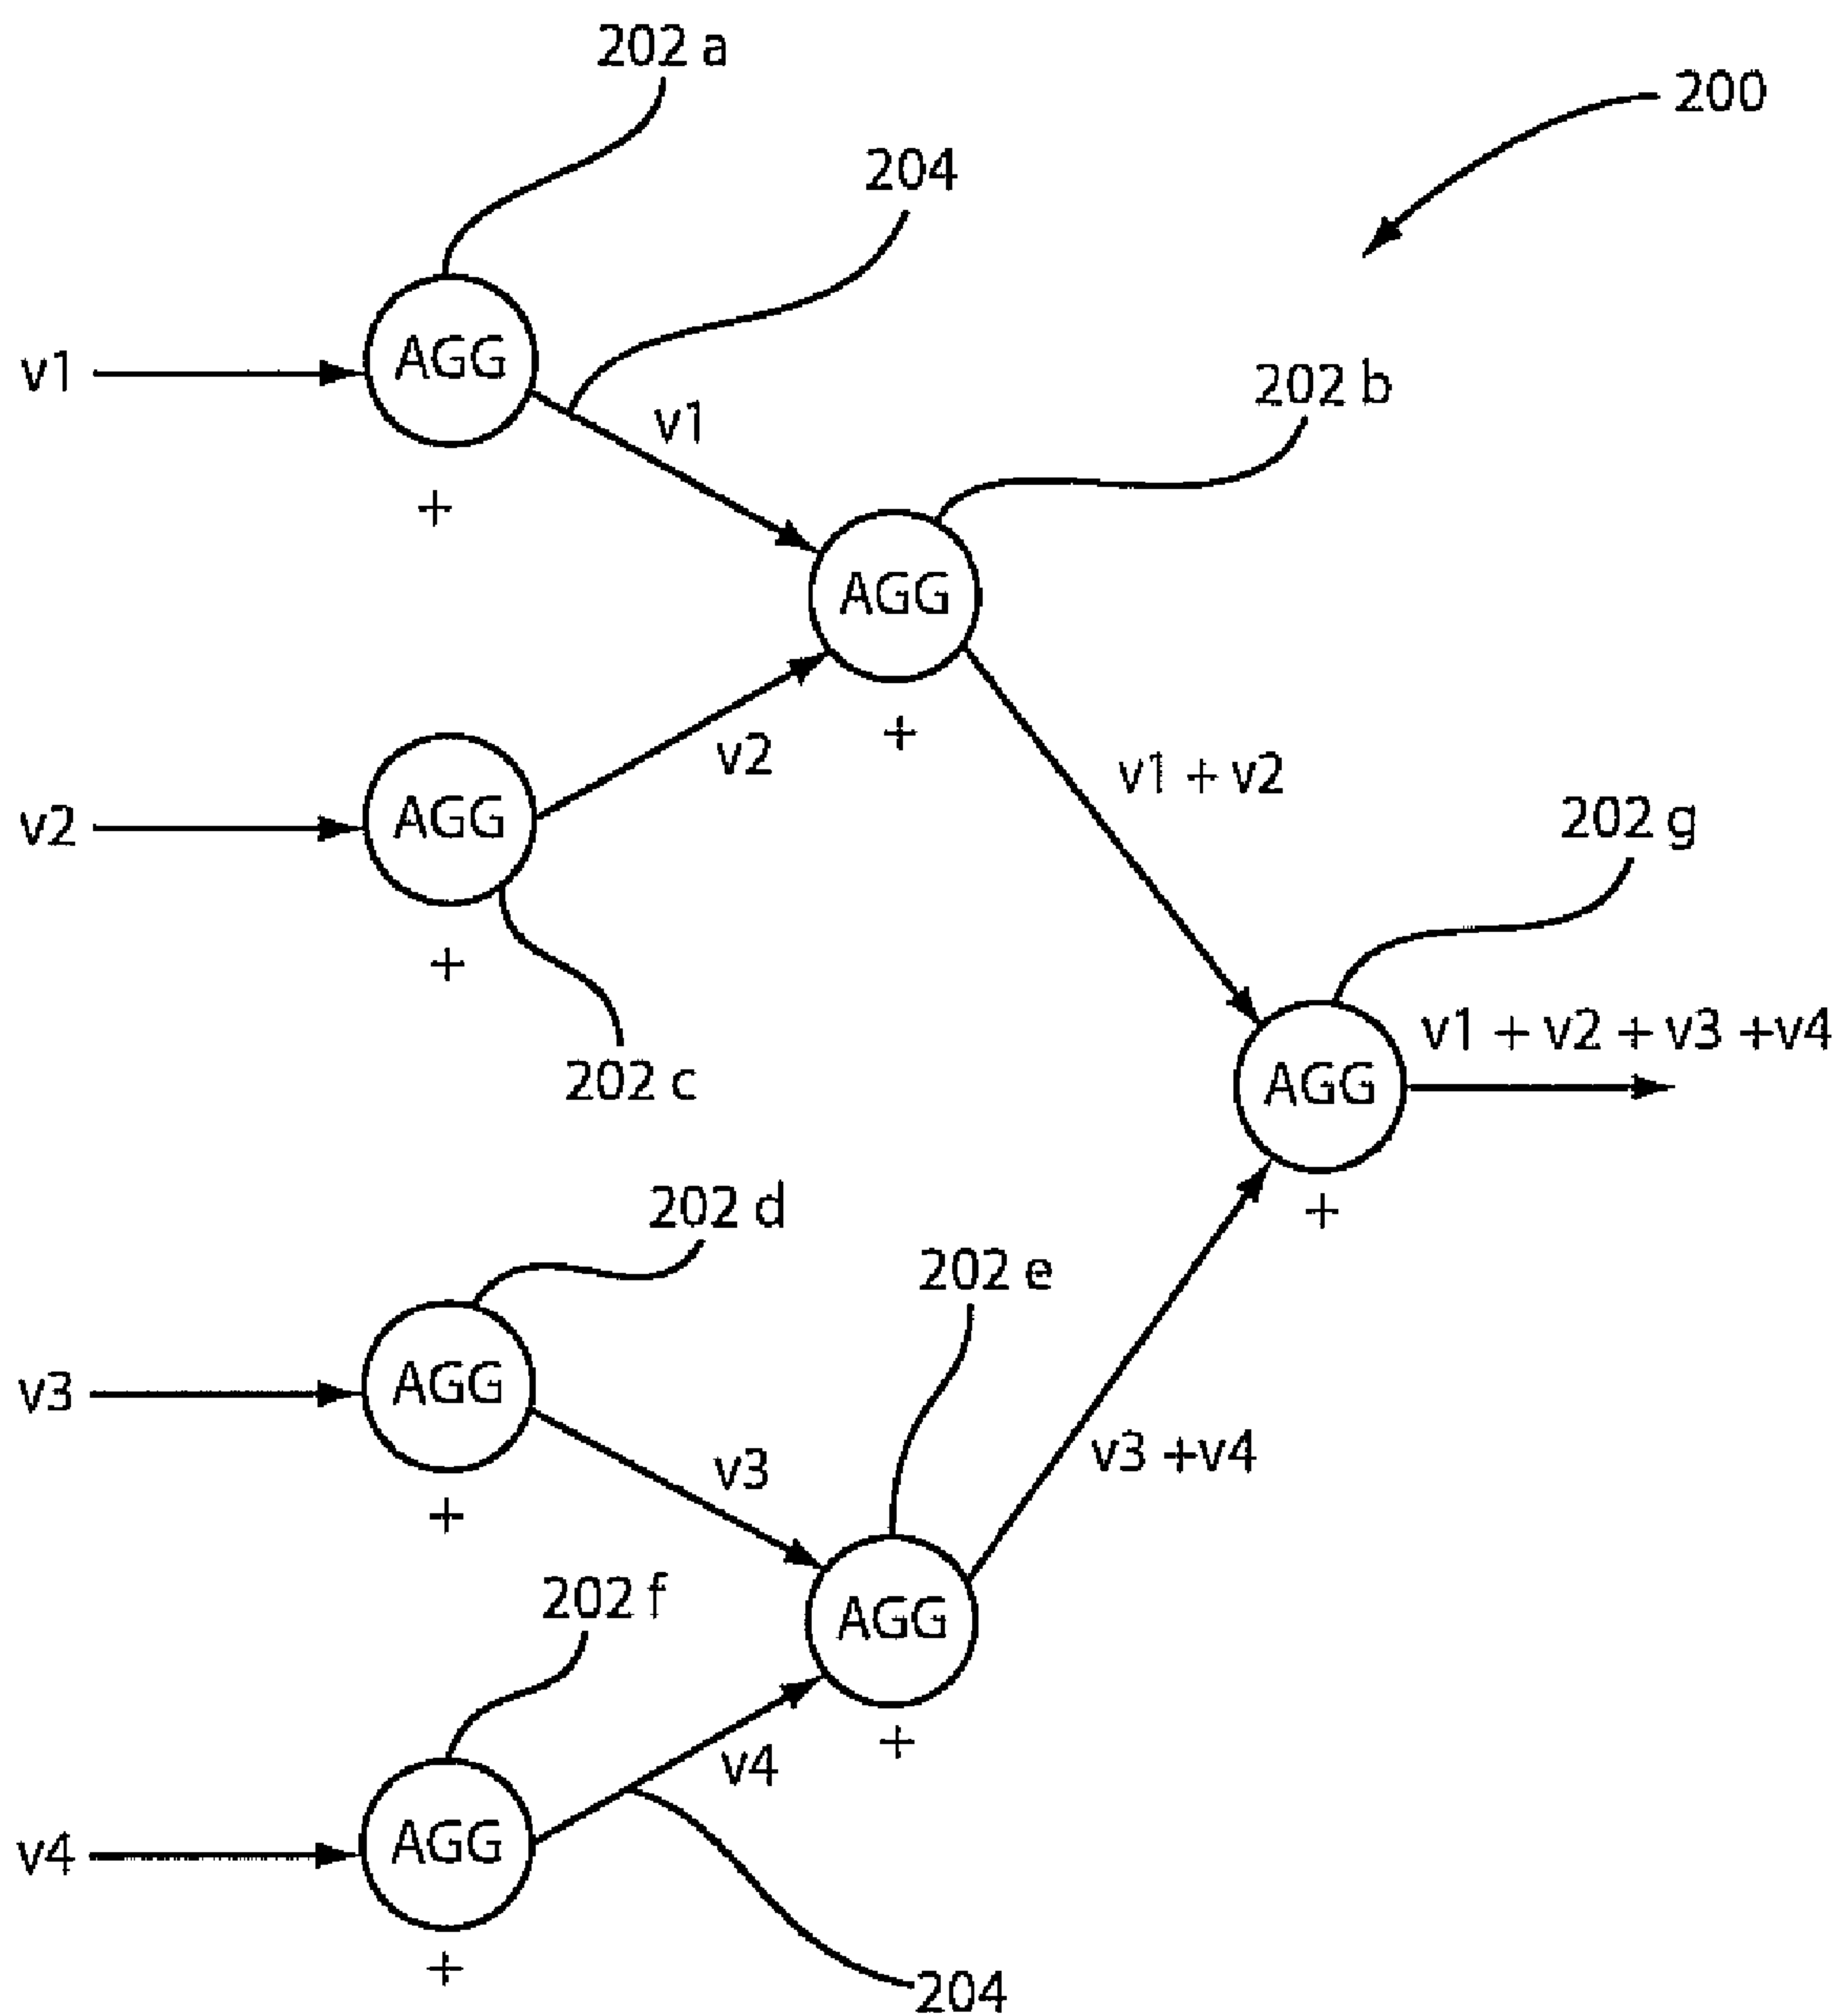 202 a
200
204
AGG
v1
202 b
v1
+
AGG
v2
+
v1 + v2
AGG
v2
202 g
+
v1 + v2 + v3 +v4
202 c
AGG
202 d
+
202 e
AGG
v3
v3 +v4
v3
+
202 f
AGG
+
v4
AGG
v4
+
204